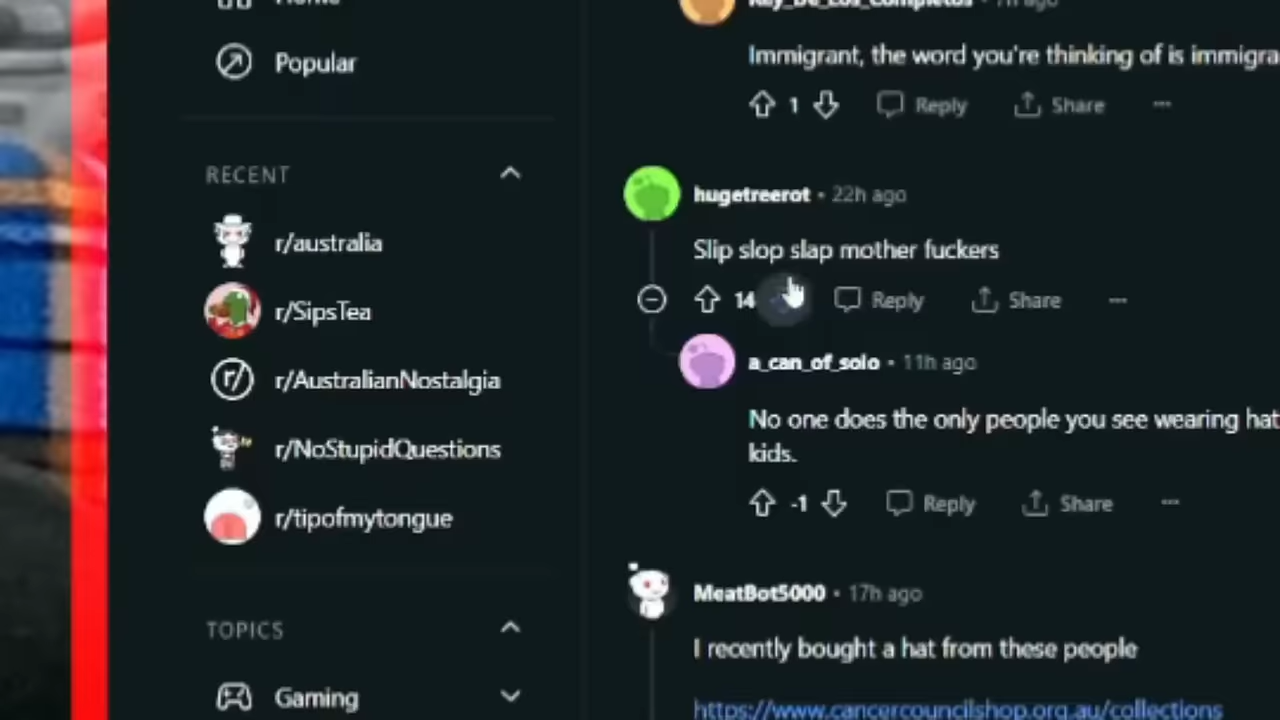 Home
Popular
RECENT
r/australia
r/SipsTea
r/AustralianNostalgia
r/NoStupidQuestions
r/tipofmytongue
TOPICS
Gaming
Immigrant, the word you're thinking of is immigra
1 Reply Share
hugetreerot • 22h ago
Slip slop slap mother fuckers
14 Reply Share
a_can_of_solo • 11h ago
No one does the only people you see wearing hat
kids.
-1 Reply Share
MeatBot5000 • 17h ago
I recently bought a hat from these people
https://www.cancercouncilshop.org.au/collections